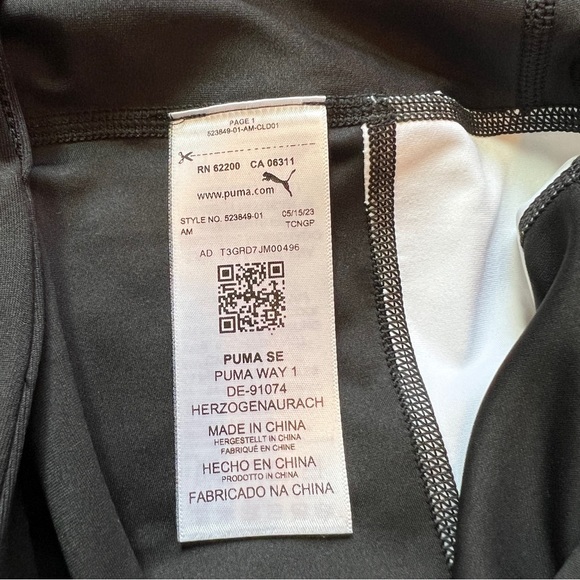 PAGE 1
523849-01-AM-CLD01
RN 62200 CA 06311
www.puma.com
STYLE NO. 523849-01 05/15/23
AM TCNGP
AD T3GRD7JM00496
PUMA SE
PUMA WAY 1
DE-91074
HERZOGENAURACH
MADE IN CHINA
HERGESTELLT IN CHINA
FABRIQUÉ EN CHINE
HECHO EN CHINA
PRODOTTO IN CHINA
FABRICADO NA CHINA